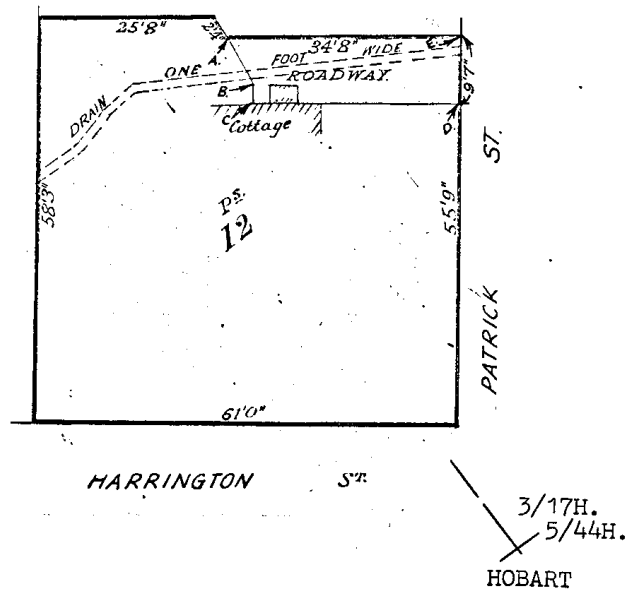 25'8"
2'4"
A.
34'8"
E.
ONE FOOT WIDE
ROADWAY.
DRAIN
B.
C
Cottage
D.
9'7"
ST.
58'3"
Ps.
12
55'9"
PATRICK
61'0"
HARRINGTON ST.
3/17H.
5/44H.
HOBART